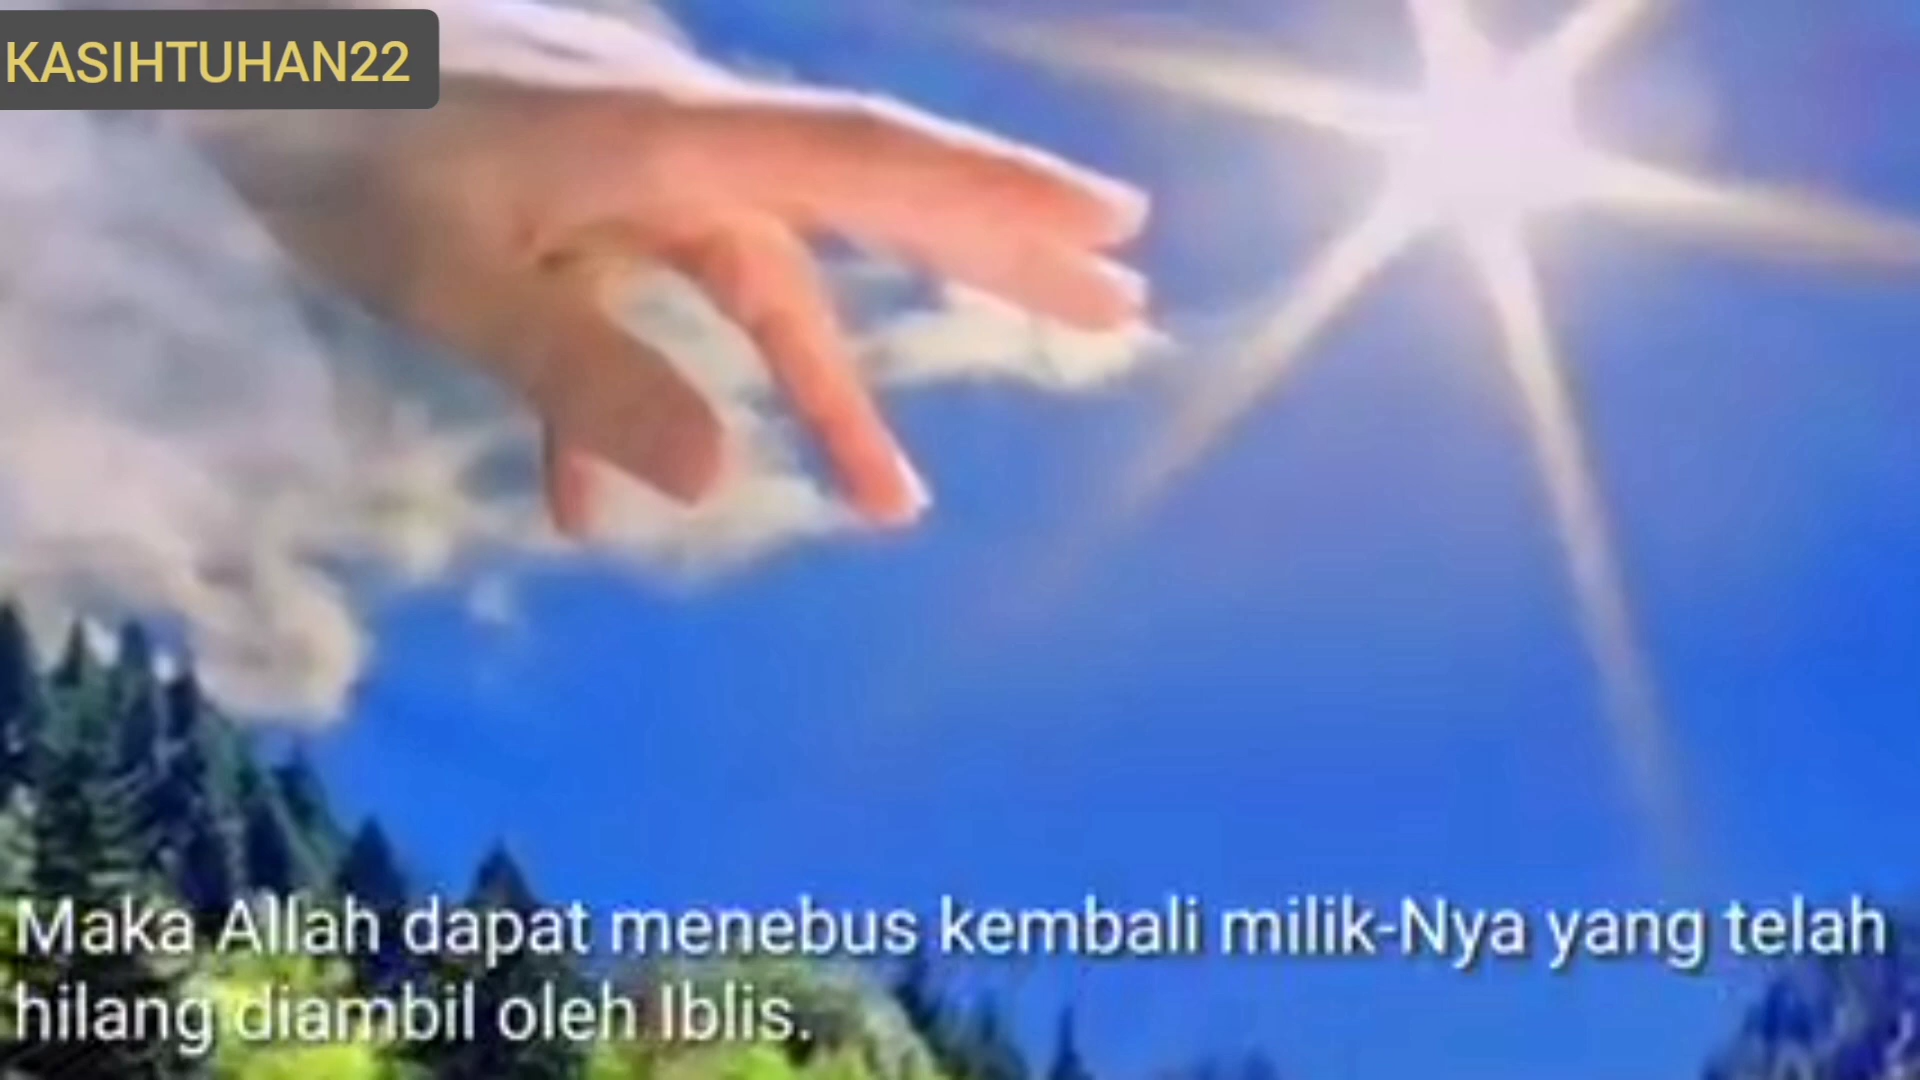 KASIHTUHAN22
Maka Allah dapat menebus kembali milik-Nya yang telah
hilang diambil oleh Iblis.